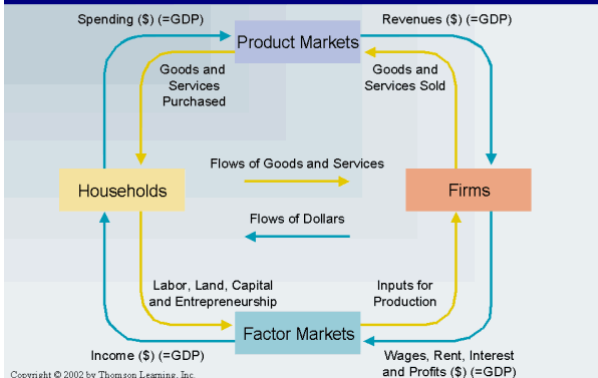 Spending ($) (=GDP)
Revenues ($) (=GDP)
Product Markets
Goods and
Services
Purchased
Goods and
Services Sold
Flows of Goods and Services
Households
Firms
Flows of Dollars
Labor, Land, Capital
and Entrepreneurship
Inputs for
Production
Factor Markets
Income ($) (=GDP)
Wages, Rent, Interest
and Profits ($) (=GDP)
Copyright © 2002 by Thomson Learning, Inc.